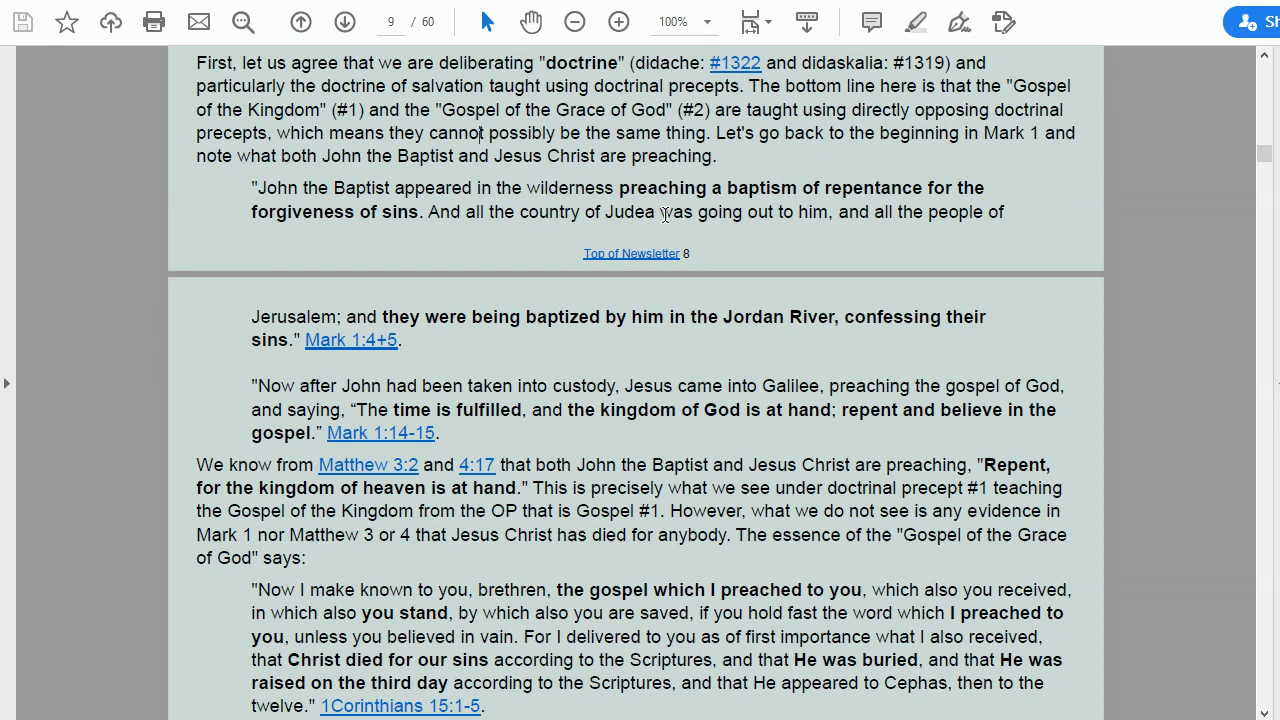 9 / 60 100% Sh
First, let us agree that we are deliberating "doctrine" (didache: #1322 and didaskalia: #1319) and
particularly the doctrine of salvation taught using doctrinal precepts. The bottom line here is that the "Gospel
of the Kingdom" (#1) and the "Gospel of the Grace of God" (#2) are taught using directly opposing doctrinal
precepts, which means they cannot possibly be the same thing. Let's go back to the beginning in Mark 1 and
note what both John the Baptist and Jesus Christ are preaching.
"John the Baptist appeared in the wilderness preaching a baptism of repentance for the
forgiveness of sins. And all the country of Judea was going out to him, and all the people of
Top of Newsletter 8
Jerusalem; and they were being baptized by him in the Jordan River, confessing their
sins." Mark 1:4+5.
"Now after John had been taken into custody, Jesus came into Galilee, preaching the gospel of God,
and saying, “The time is fulfilled, and the kingdom of God is at hand; repent and believe in the
gospel.” Mark 1:14-15.
We know from Matthew 3:2 and 4:17 that both John the Baptist and Jesus Christ are preaching, "Repent,
for the kingdom of heaven is at hand." This is precisely what we see under doctrinal precept #1 teaching
the Gospel of the Kingdom from the OP that is Gospel #1. However, what we do not see is any evidence in
Mark 1 nor Matthew 3 or 4 that Jesus Christ has died for anybody. The essence of the "Gospel of the Grace
of God" says:
"Now I make known to you, brethren, the gospel which I preached to you, which also you received,
in which also you stand, by which also you are saved, if you hold fast the word which I preached to
you, unless you believed in vain. For I delivered to you as of first importance what I also received,
that Christ died for our sins according to the Scriptures, and that He was buried, and that He was
raised on the third day according to the Scriptures, and that He appeared to Cephas, then to the
twelve." 1Corinthians 15:1-5.